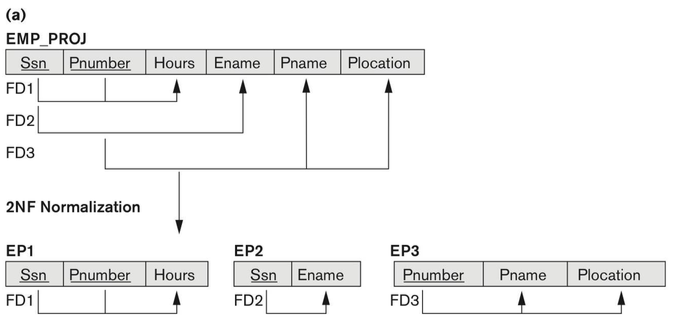 (a)
EMP_PROJ
Ssn Pnumber Hours Ename Pname Plocation
FD1
FD2
FD3
2NF Normalization
EP1
Ssn Pnumber Hours
FD1
EP2
Ssn Ename
FD2
EP3
Pnumber Pname Plocation
FD3